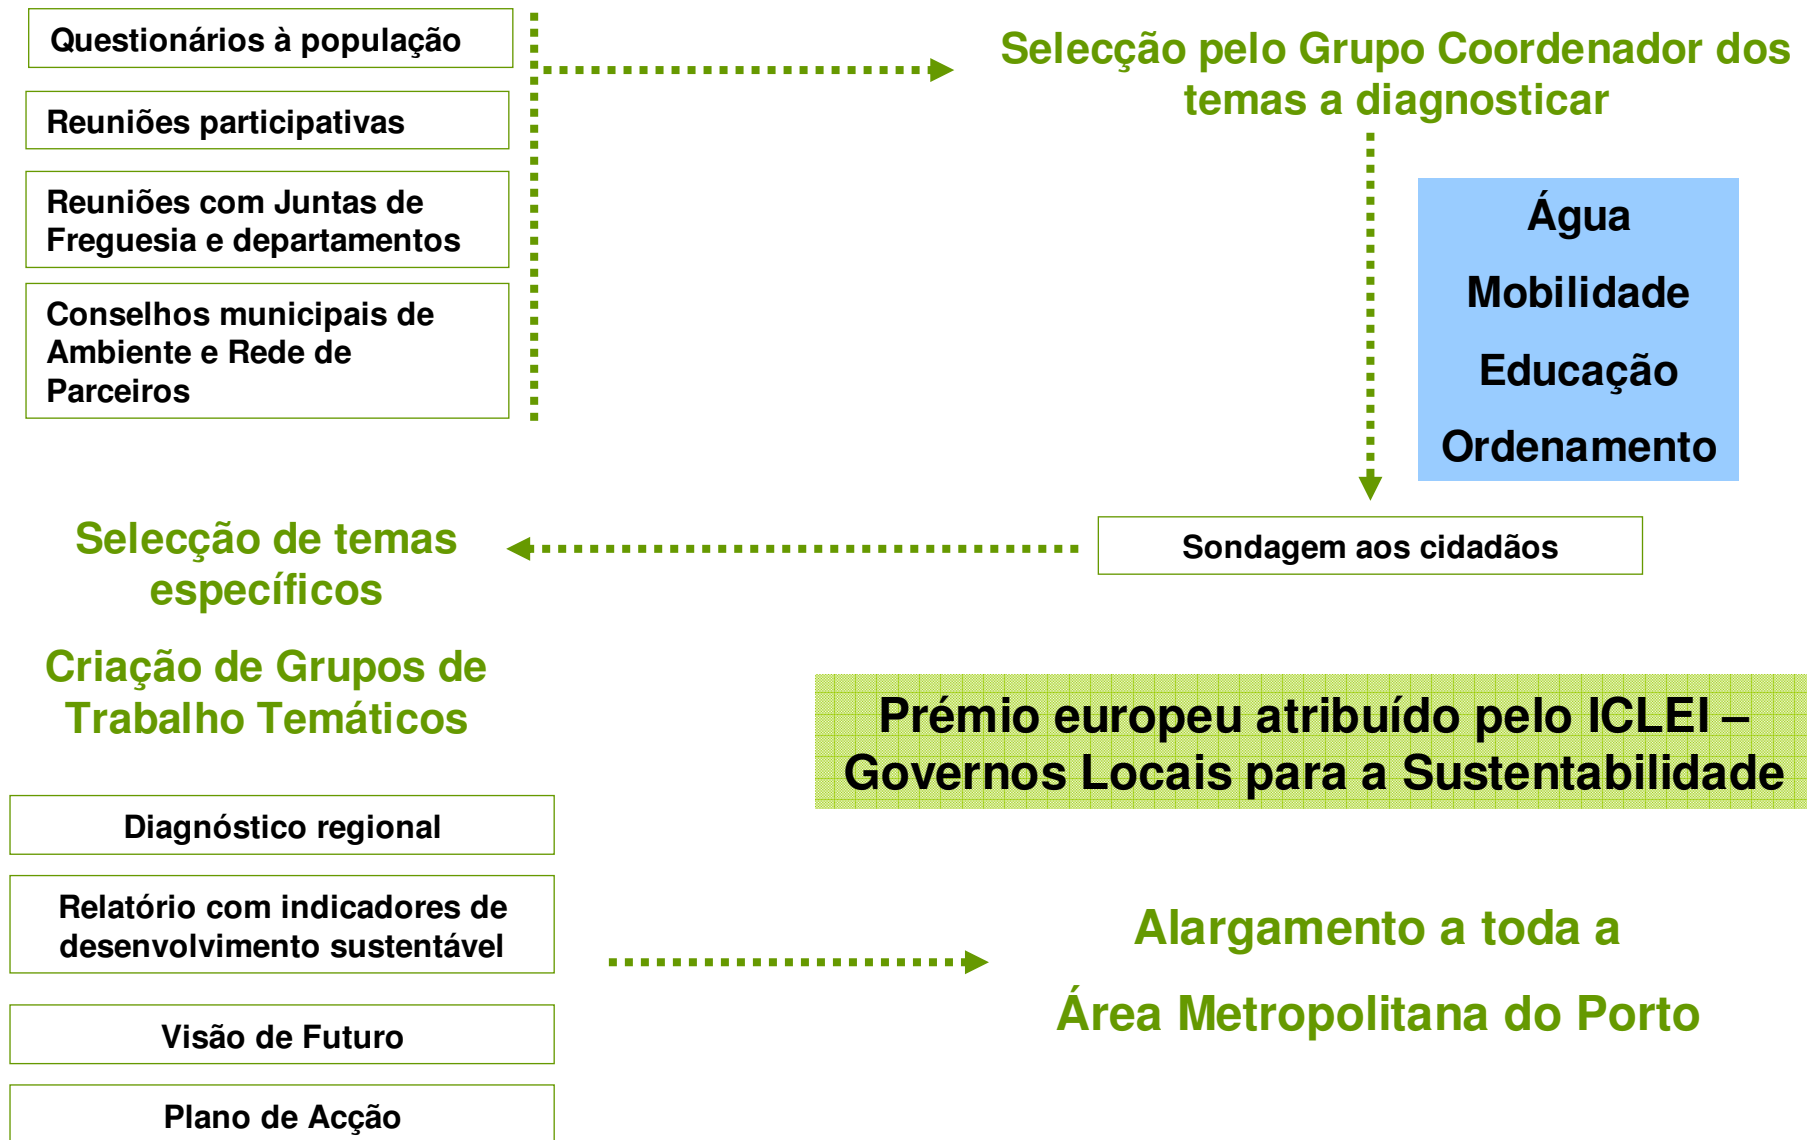 Questionários à população
Reuniões participativas
Reuniões com Juntas de
Freguesia e departamentos
Conselhos municipais de
Ambiente e Rede de
Parceiros
Selecção pelo Grupo Coordenador dos
temas a diagnosticar
Água
Mobilidade
Educação
Ordenamento
Sondagem aos cidadãos
Selecção de temas
específicos
Criação de Grupos de
Trabalho Temáticos
Prémio europeu atribuído pelo ICLEI –
Governos Locais para a Sustentabilidade
Diagnóstico regional
Relatório com indicadores de
desenvolvimento sustentável
Visão de Futuro
Plano de Acção
Alargamento a toda a
Área Metropolitana do Porto